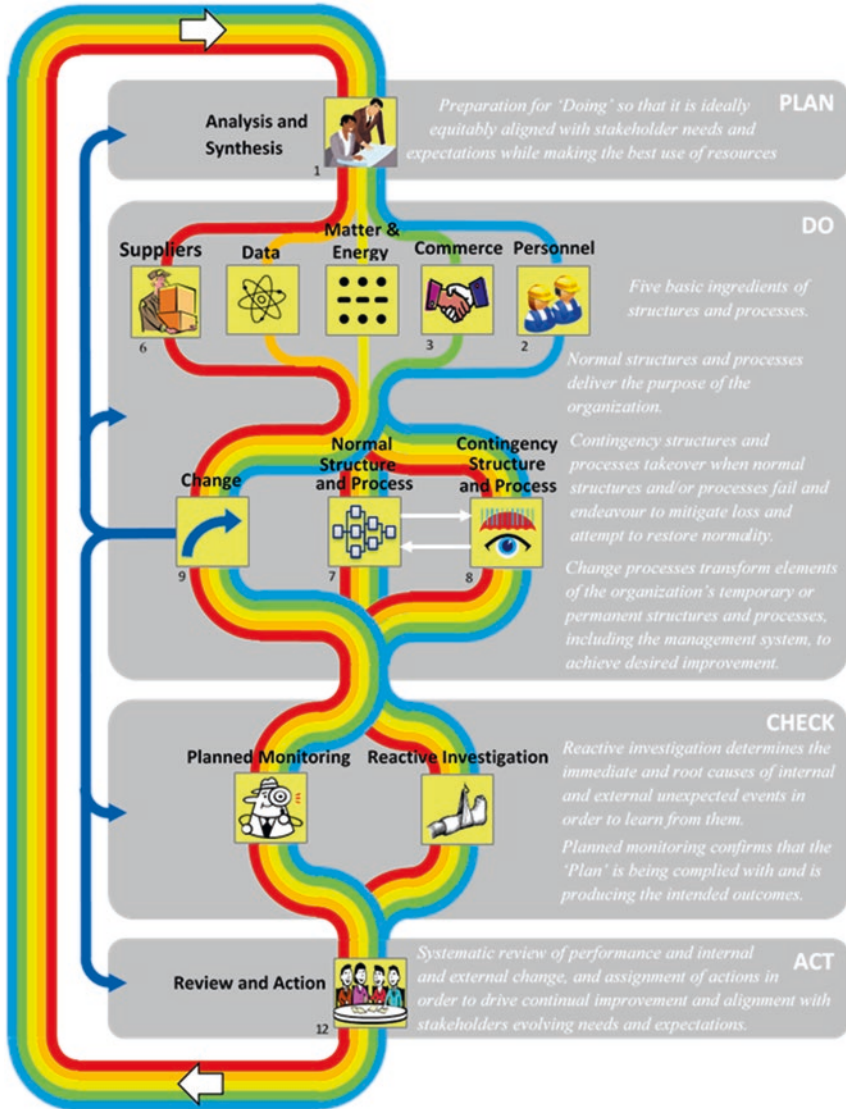 PLAN
Analysis and
Synthesis
1
Preparation for ‘Doing’ so that it is ideally
equitably aligned with stakeholder needs and
expectations while making the best use of resources
DO
Suppliers
Data
Matter &
Energy
Commerce
Personnel
6
3
2
Five basic ingredients of
structures and processes.
Normal structures and processes
deliver the purpose of the
organization.
Change
Normal
Structure
and Process
Contingency
Structure
and Process
9
7
8
Contingency structures and
processes takeover when normal
structures and/or processes fail and
endeavour to mitigate loss and
attempt to restore normality.
Change processes transform elements
of the organization’s temporary or
permanent structures and processes,
including the management system, to
achieve desired improvement.
CHECK
Planned Monitoring
Reactive Investigation
Reactive investigation determines the
immediate and root causes of internal
and external unexpected events in
order to learn from them.
Planned monitoring confirms that the
‘Plan’ is being complied with and is
producing the intended outcomes.
ACT
Review and Action
12
Systematic review of performance and internal
and external change, and assignment of actions in
order to drive continual improvement and alignment with
stakeholders evolving needs and expectations.